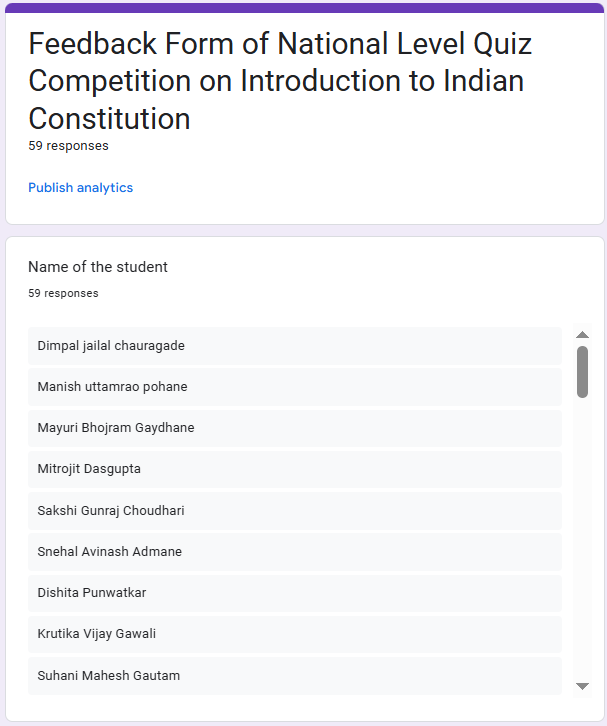 Feedback Form of National Level Quiz
Competition on Introduction to Indian
Constitution
59 responses
Publish analytics
Name of the student
59 responses
Dimpal jailal chauragade
Manish uttamrao pohane
Mayuri Bhojram Gaydhane
Mitrojit Dasgupta
Sakshi Gunraj Choudhari
Snehal Avinash Admane
Dishita Punwatkar
Krutika Vijay Gawali
Suhani Mahesh Gautam